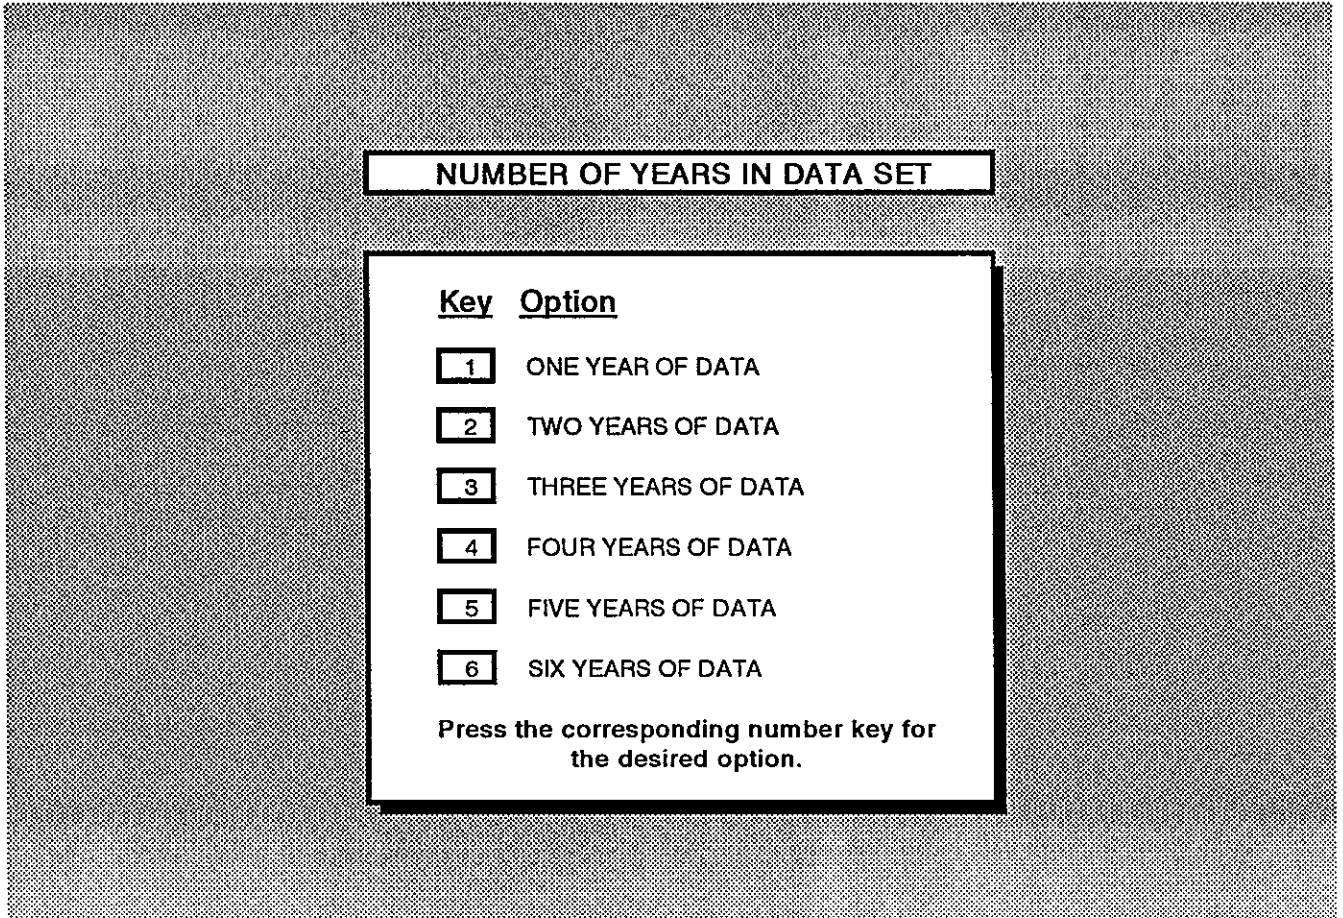 NUMBER OF YEARS IN DATA SET
Key Option
1 ONE YEAR OF DATA
2 TWO YEARS OF DATA
3 THREE YEARS OF DATA
4 FOUR YEARS OF DATA
5 FIVE YEARS OF DATA
6 SIX YEARS OF DATA
Press the corresponding number key for
the desired option.